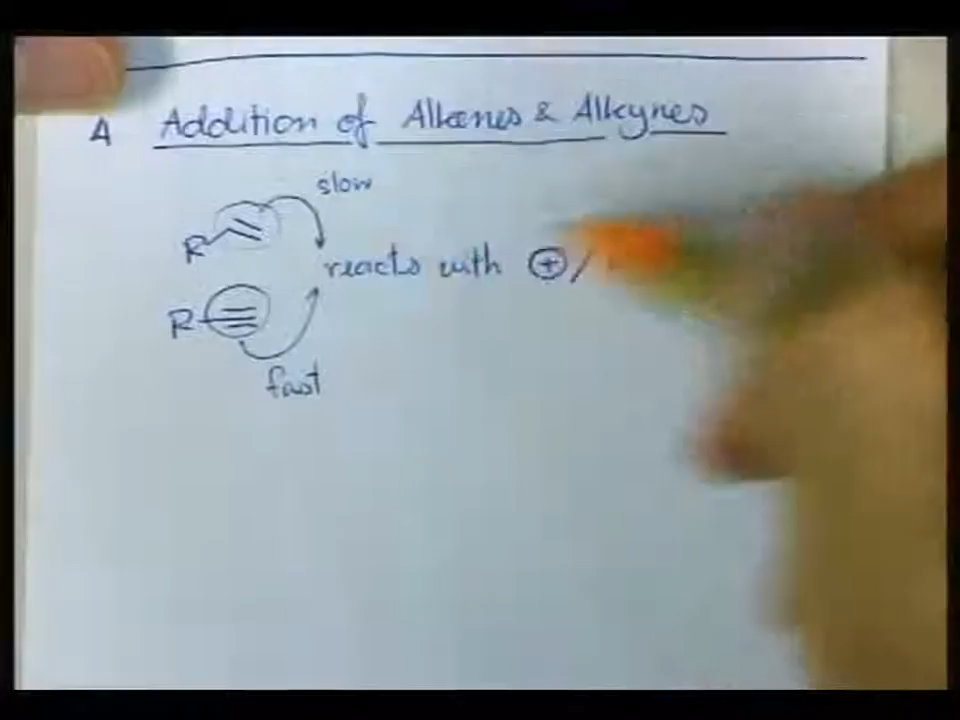 A Addition of Alkenes & Alkynes
slow
R
reacts with ⊕/
R
fast